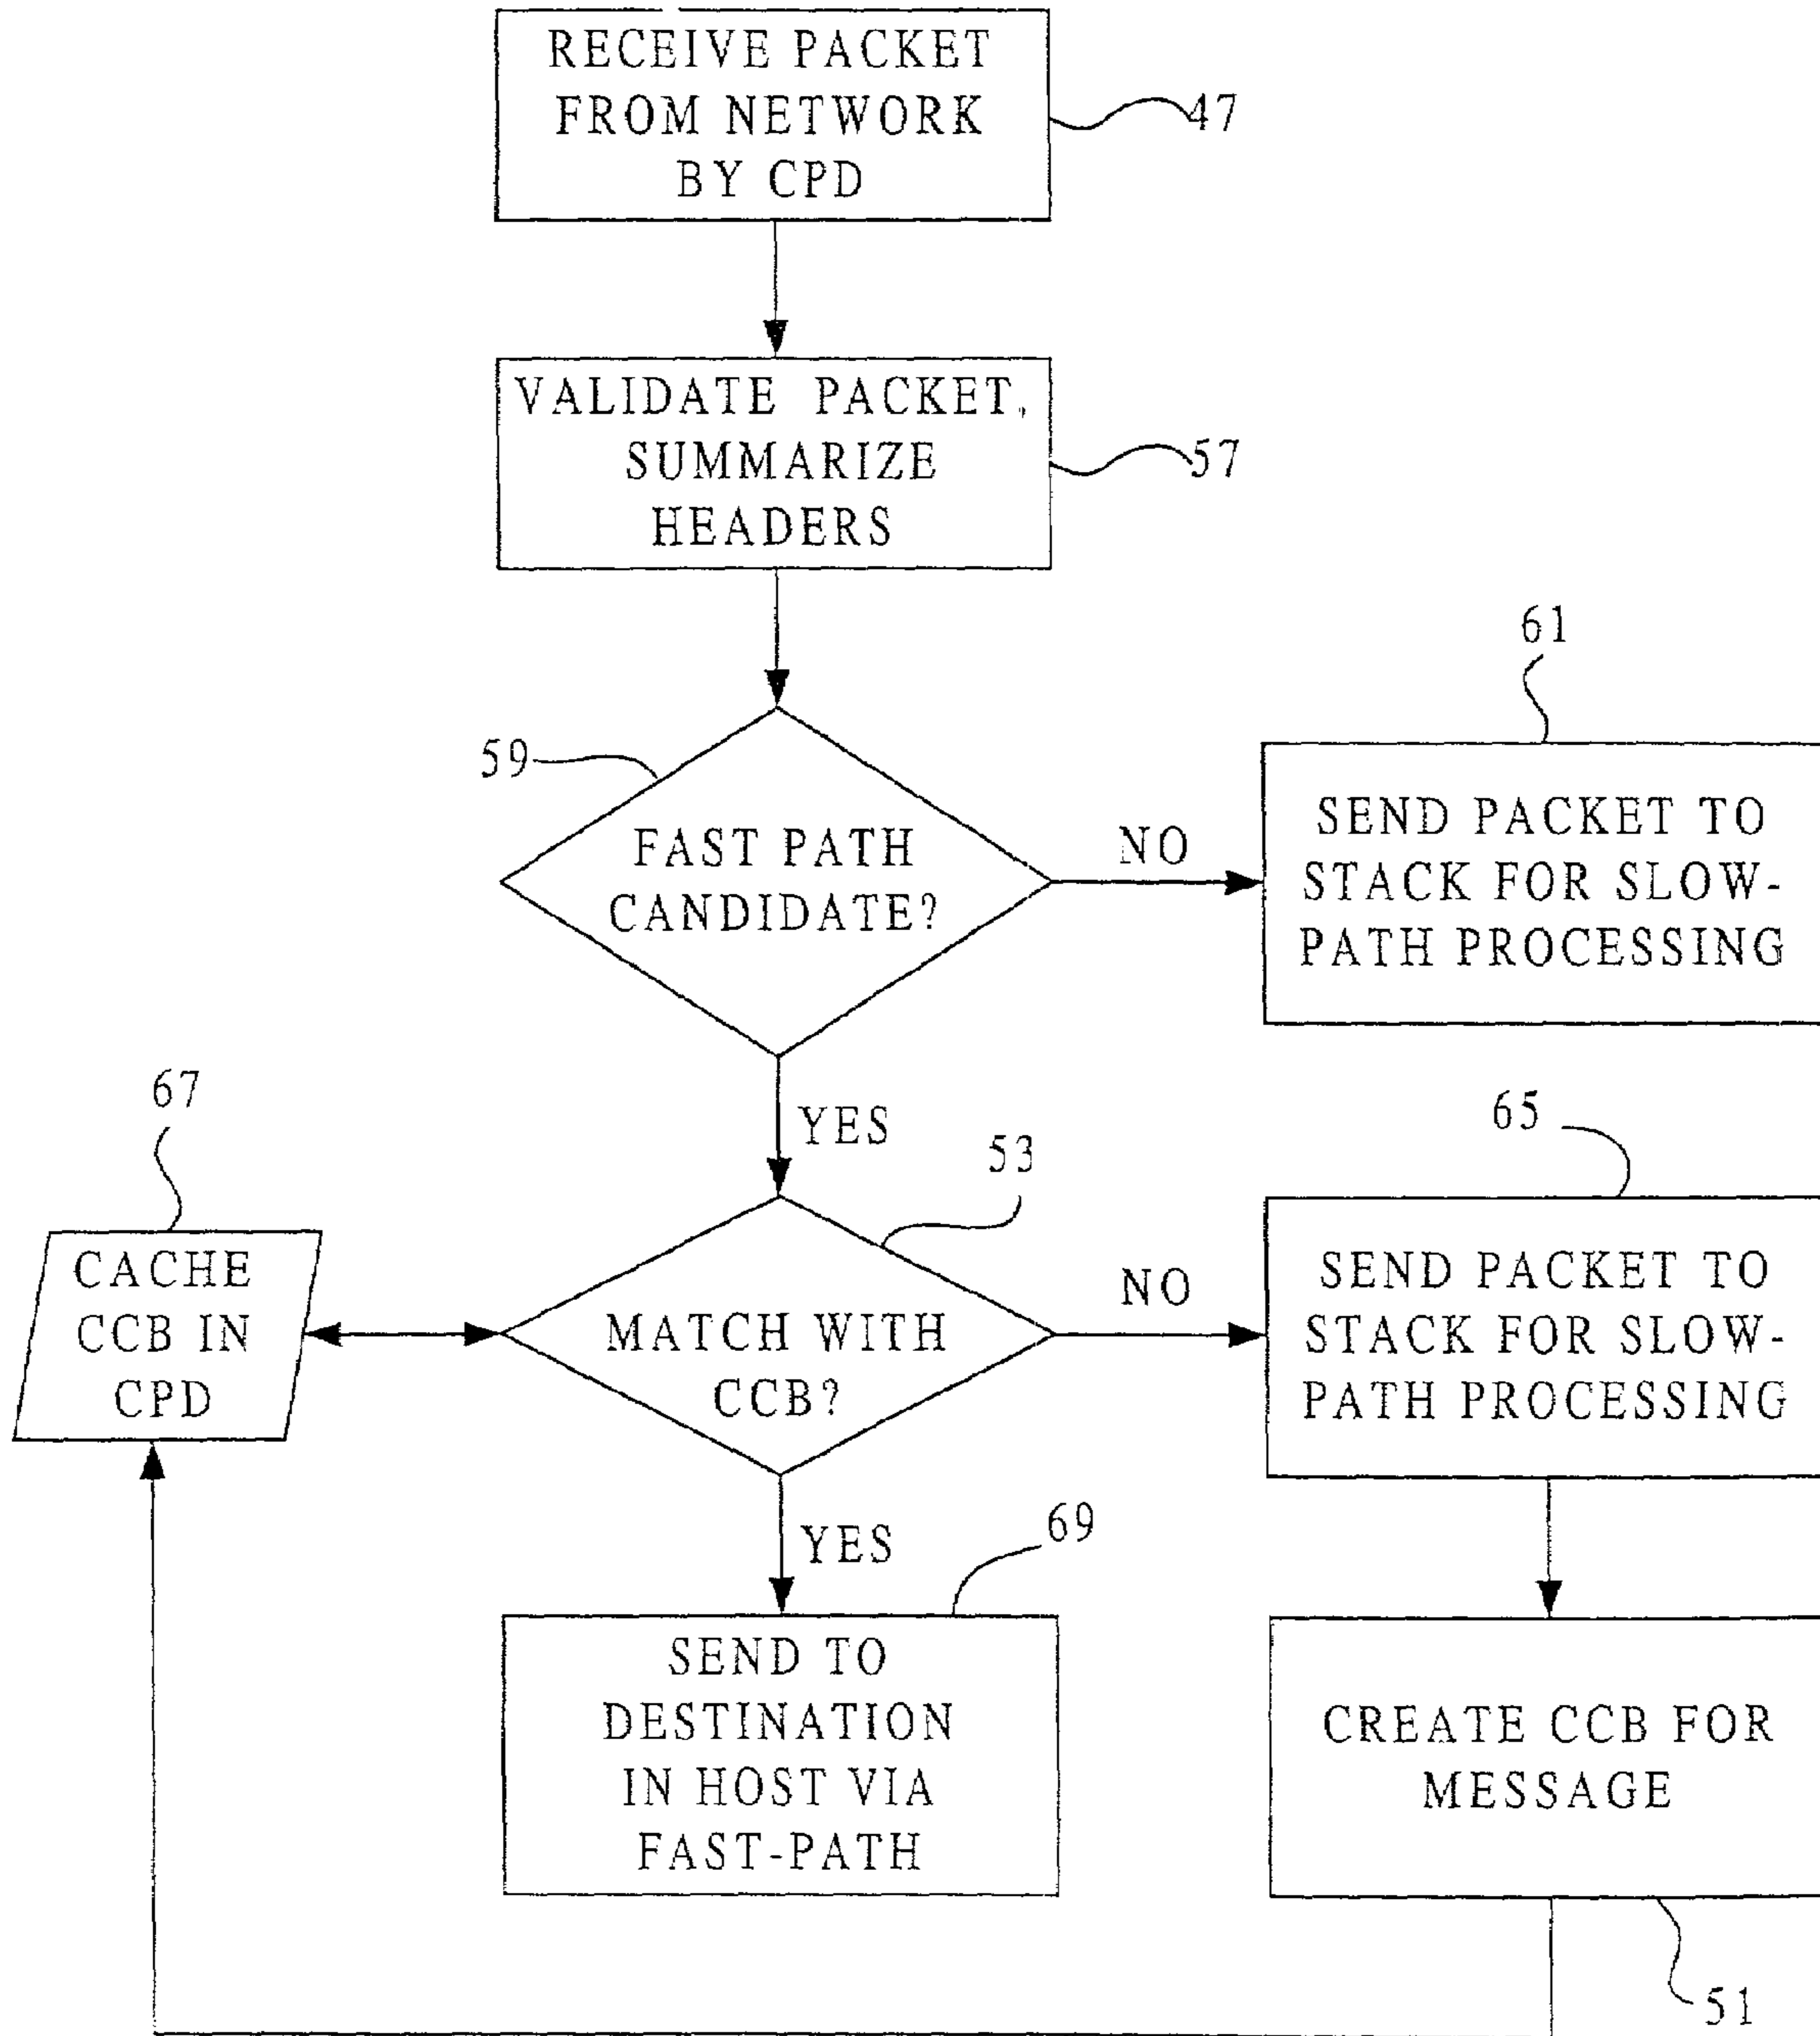 RECEIVE PACKET
FROM NETWORK
BY CPD
47
VALIDATE PACKET,
SUMMARIZE
HEADERS
57
59
FAST PATH
CANDIDATE?
NO
61
SEND PACKET TO
STACK FOR SLOW-
PATH PROCESSING
YES
67
CACHE
CCB IN
CPD
53
MATCH WITH
CCB?
NO
65
SEND PACKET TO
STACK FOR SLOW-
PATH PROCESSING
YES
69
SEND TO
DESTINATION
IN HOST VIA
FAST-PATH
CREATE CCB FOR
MESSAGE
51